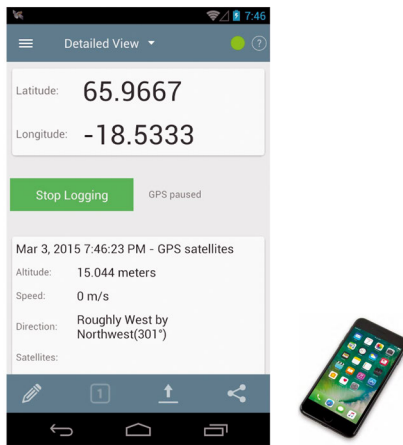 7:46
Detailed View
?
Latitude: 65.9667
Longitude: -18.5333
Stop Logging GPS paused
Mar 3, 2015 7:46:23 PM - GPS satellites
Altitude: 15.044 meters
Speed: 0 m/s
Direction: Roughly West by
Northwest(301°)
Satellites:
1